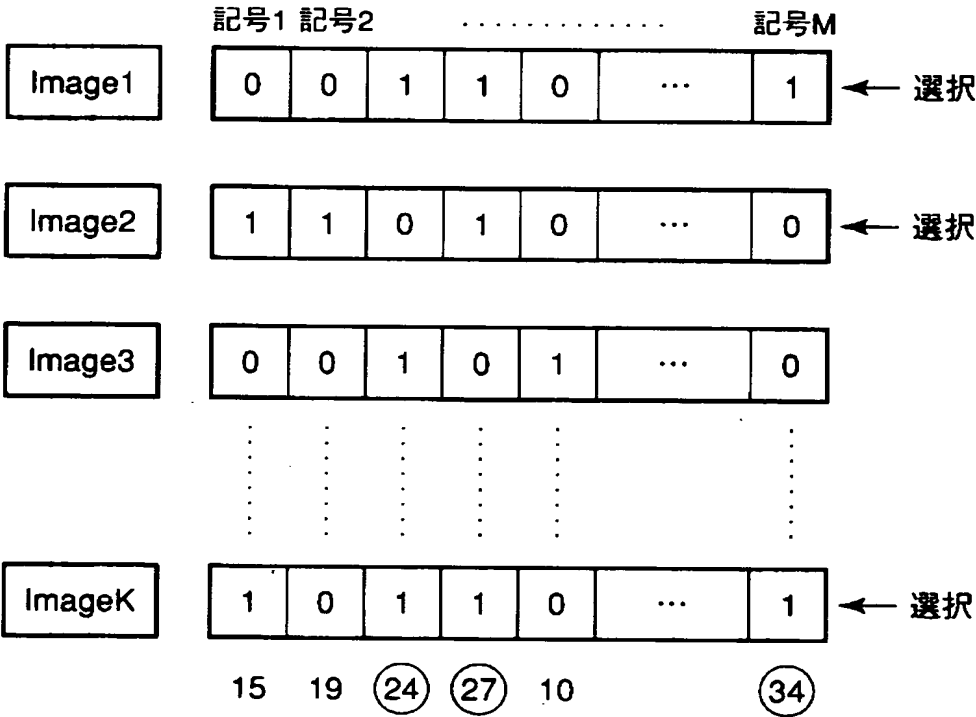 記号1 記号2 ............. 記号M
Image1 0 0 1 1 0 … 1 ← 選択
Image2 1 1 0 1 0 … 0 ← 選択
Image3 0 0 1 0 1 … 0
ImageK 1 0 1 1 0 … 1 ← 選択
15 19 24 27 10 34